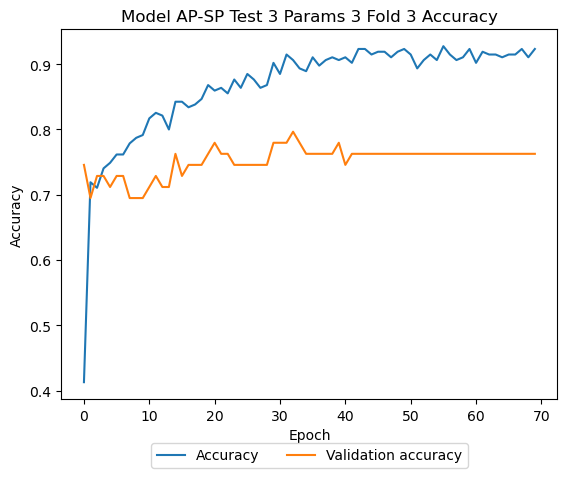 Model AP-SP Test 3 Params 3 Fold 3 Accuracy
Accuracy
0.9
0.8
0.7
0.6
0.5
0.4
0 10 20 30 40 50 60 70
Epoch
Accuracy Validation accuracy